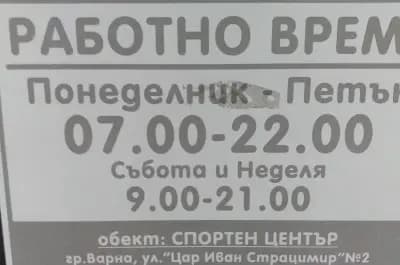 РАБОТНО ВРЕМ
Понеделник - Петък
07.00-22.00
Събота и Неделя
9.00-21.00
обект: СПОРТЕН ЦЕНТЪР
гр.Варна, ул."Цар Иван Страцимир"№2